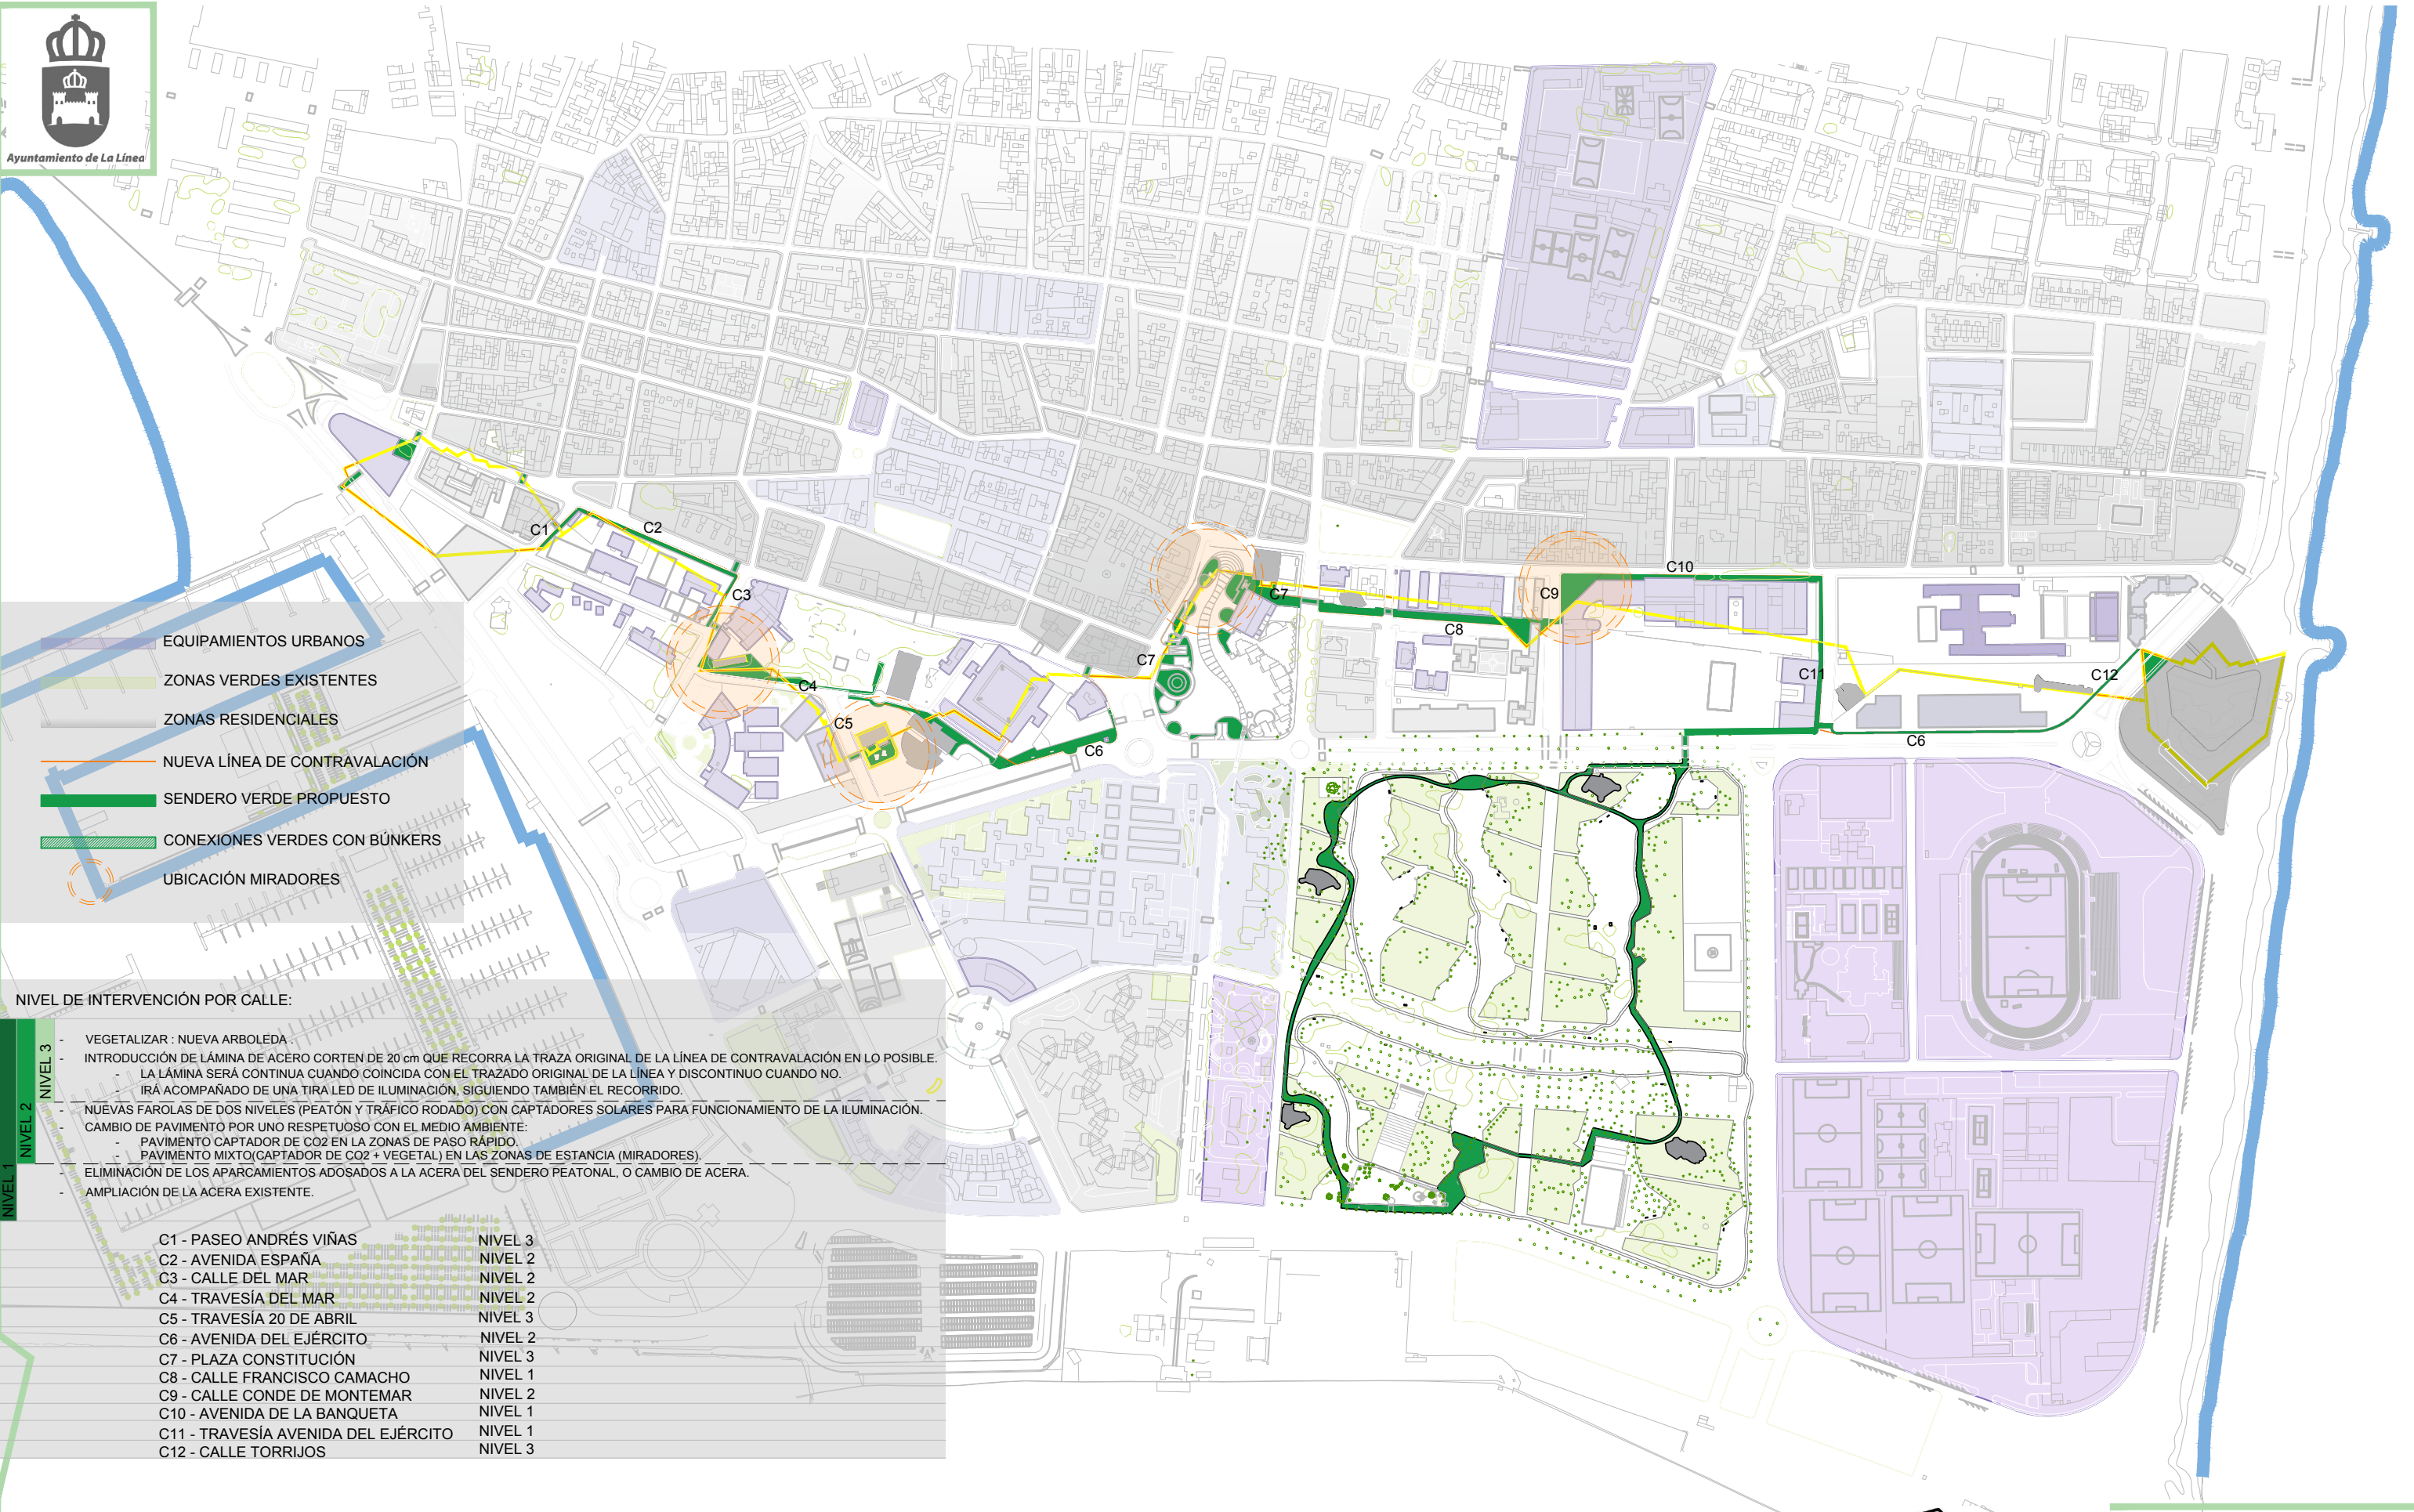 Ayuntamiento de La Línea
C1
C2
C3
C4
C5
C6
C7
C7
C8
C9
C10
C11
C12
C6
EQUIPAMIENTOS URBANOS
ZONAS VERDES EXISTENTES
ZONAS RESIDENCIALES
NUEVA LÍNEA DE CONTRAVALACIÓN
SENDERO VERDE PROPUESTO
CONEXIONES VERDES CON BÚNKERS
UBICACIÓN MIRADORES
NIVEL DE INTERVENCIÓN POR CALLE:
NIVEL 3
NIVEL 2
NIVEL 1
- VEGETALIZAR : NUEVA ARBOLEDA .
- INTRODUCCIÓN DE LÁMINA DE ACERO CORTEN DE 20 cm QUE RECORRA LA TRAZA ORIGINAL DE LA LÍNEA DE CONTRAVALACIÓN EN LO POSIBLE.
- LA LÁMINA SERÁ CONTINUA CUANDO COINCIDA CON EL TRAZADO ORIGINAL DE LA LÍNEA Y DISCONTINUO CUANDO NO.
- IRÁ ACOMPAÑADO DE UNA TIRA LED DE ILUMINACIÓN, SIGUIENDO TAMBIÉN EL RECORRIDO.
- NUEVAS FAROLAS DE DOS NIVELES (PEATÓN Y TRÁFICO RODADO) CON CAPTADORES SOLARES PARA FUNCIONAMIENTO DE LA ILUMINACIÓN.
- CAMBIO DE PAVIMENTO POR UNO RESPETUOSO CON EL MEDIO AMBIENTE:
- PAVIMENTO CAPTADOR DE CO2 EN LA ZONAS DE PASO RÁPIDO.
- PAVIMENTO MIXTO(CAPTADOR DE CO2 + VEGETAL) EN LAS ZONAS DE ESTANCIA (MIRADORES).
- ELIMINACIÓN DE LOS APARCAMIENTOS ADOSADOS A LA ACERA DEL SENDERO PEATONAL, O CAMBIO DE ACERA.
- AMPLIACIÓN DE LA ACERA EXISTENTE.
C1 - PASEO ANDRÉS VIÑAS NIVEL 3
C2 - AVENIDA ESPAÑA NIVEL 2
C3 - CALLE DEL MAR NIVEL 2
C4 - TRAVESÍA DEL MAR NIVEL 2
C5 - TRAVESÍA 20 DE ABRIL NIVEL 3
C6 - AVENIDA DEL EJÉRCITO NIVEL 2
C7 - PLAZA CONSTITUCIÓN NIVEL 3
C8 - CALLE FRANCISCO CAMACHO NIVEL 1
C9 - CALLE CONDE DE MONTEMAR NIVEL 2
C10 - AVENIDA DE LA BANQUETA NIVEL 1
C11 - TRAVESÍA AVENIDA DEL EJÉRCITO NIVEL 1
C12 - CALLE TORRIJOS NIVEL 3